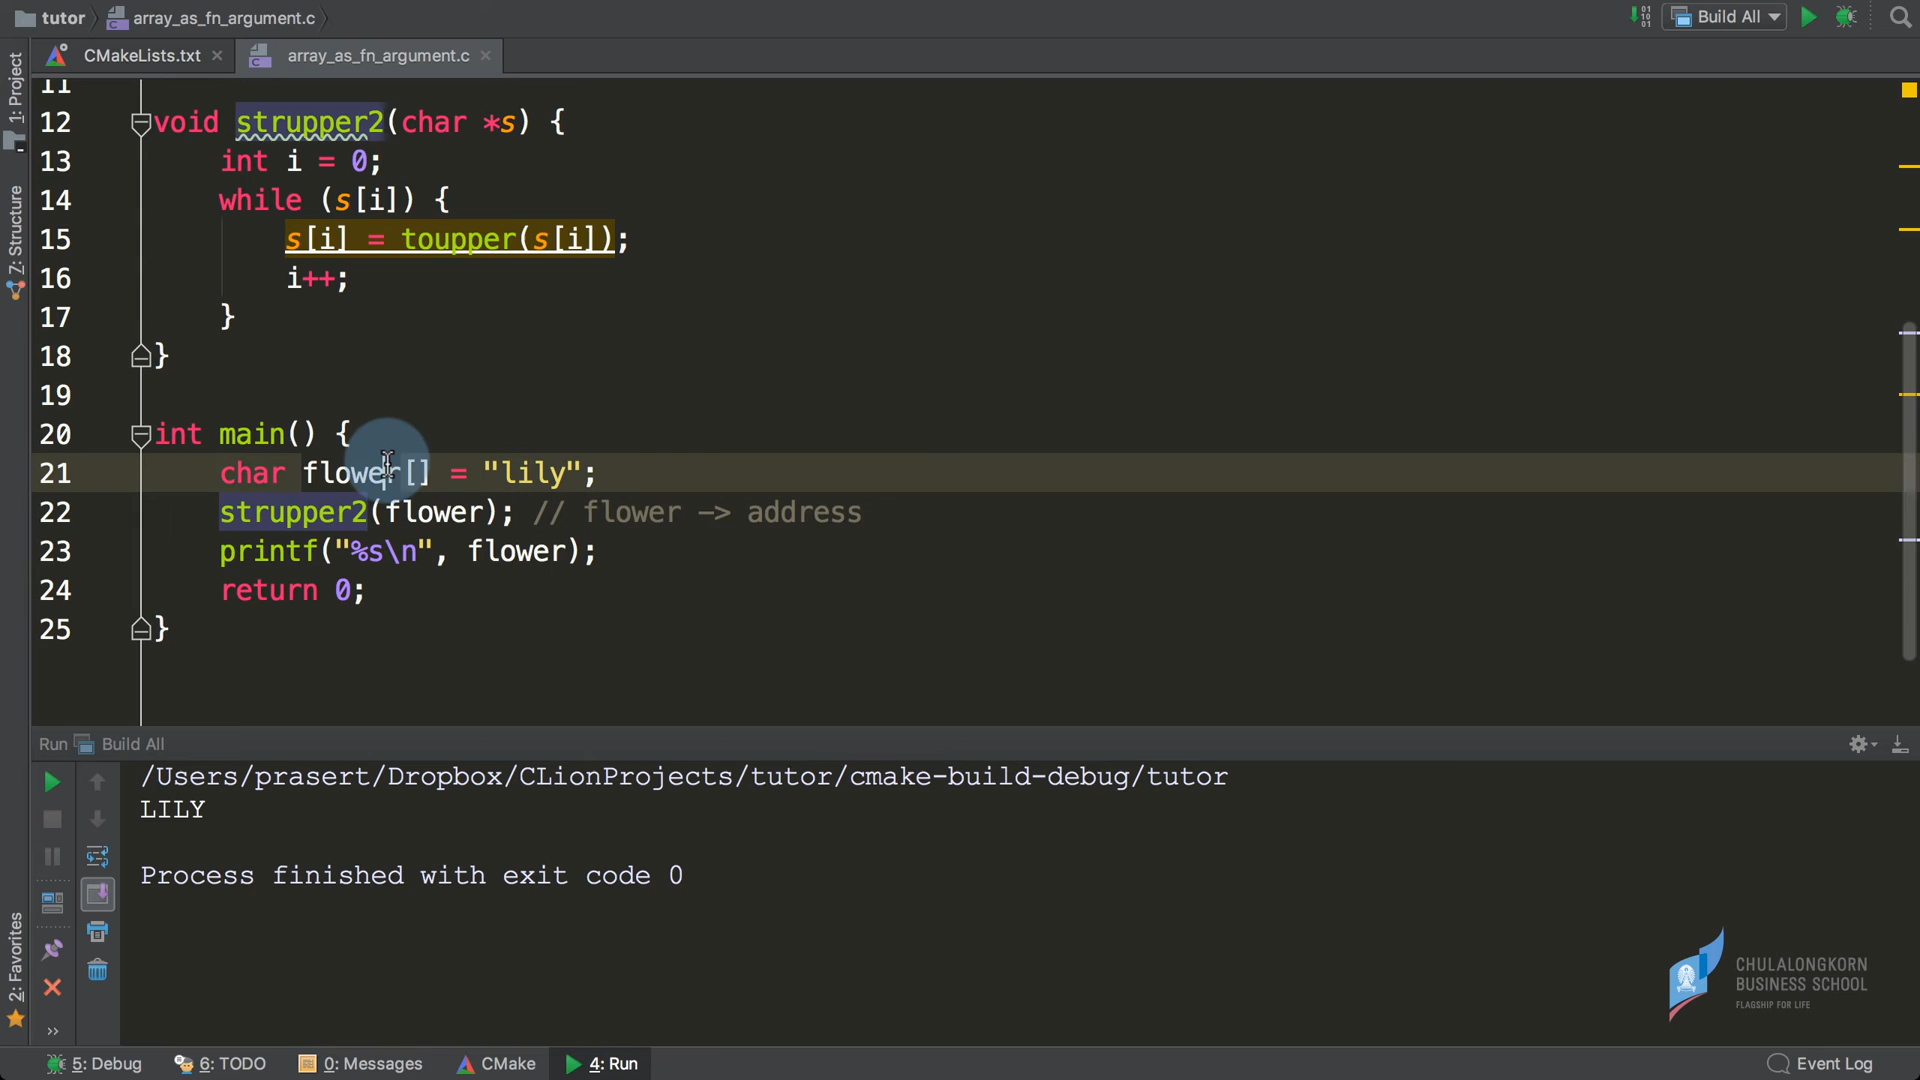 tutor array_as_fn_argument.c
Build All
CMakeLists.txt array_as_fn_argument.c
1: Project
Z: Structure
2: Favorites
11
12 void strupper2(char *s) {
13 int i = 0;
14 while (s[i]) {
15 s[i] = toupper(s[i]);
16 i++;
17 }
18 }
19
20 int main() {
21 char flower[] = "lily";
22 strupper2(flower); // flower -> address
23 printf("%s\n", flower);
24 return 0;
25 }
Run Build All
/Users/prasert/Dropbox/CLionProjects/tutor/cmake-build-debug/tutor
LILY
Process finished with exit code 0
CHULALONGKORN
BUSINESS SCHOOL
FLAGSHIP FOR LIFE
5: Debug 6: TODO 0: Messages CMake 4: Run Event Log